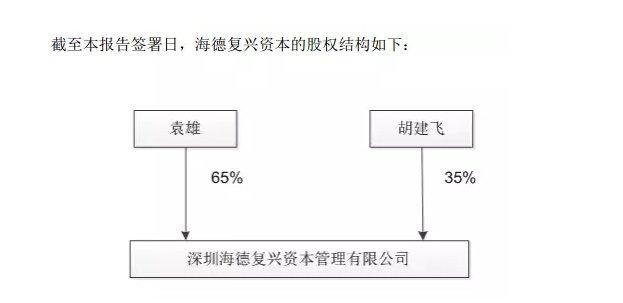 截至本报告签署日，海德复兴资本的股权结构如下：
袁雄
胡建飞
65%
35%
深圳海德复兴资本管理有限公司